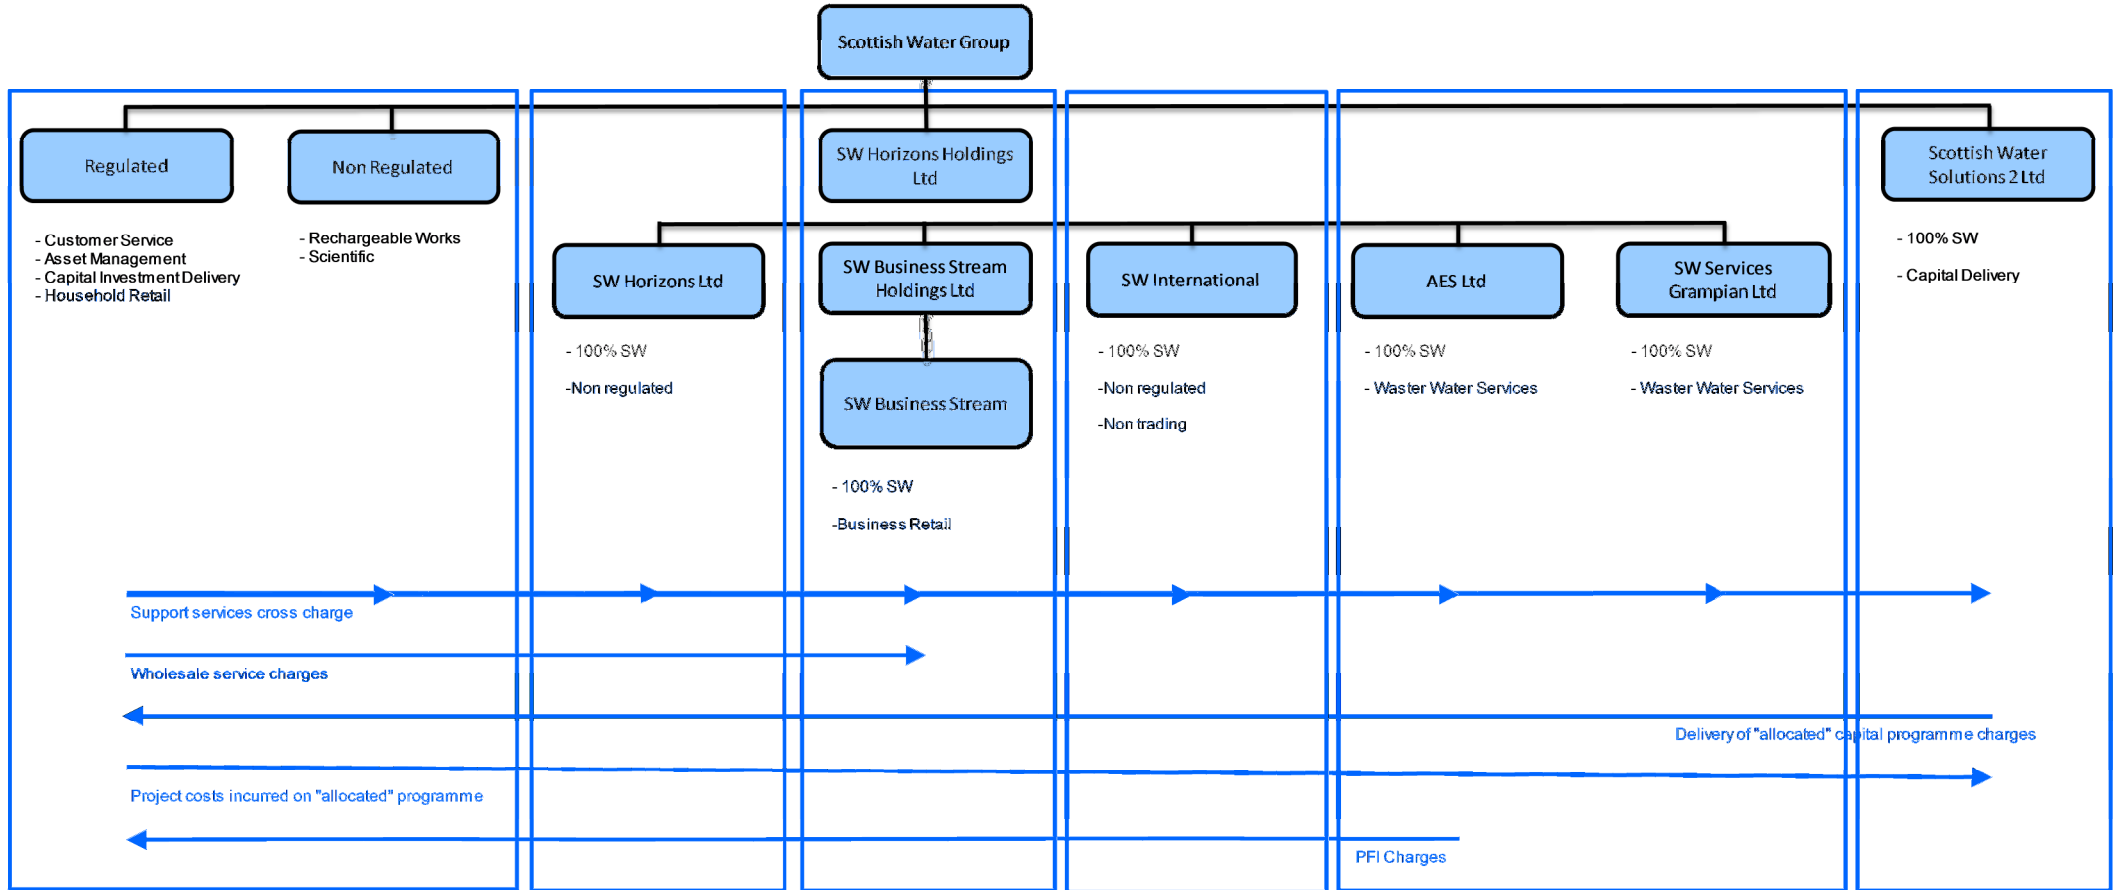 Scottish Water Group
Regulated
Non Regulated
SW Horizons Holdings
Ltd
Scottish Water
Solutions 2 Ltd
- Customer Service
- Asset Management
- Capital Investment Delivery
- Household Retail
- Rechargeable Works
- Scientific
- 100% SW
- Capital Delivery
SW Horizons Ltd
SW Business Stream
Holdings Ltd
SW International
AES Ltd
SW Services
Grampian Ltd
- 100% SW
-Non regulated
SW Business Stream
- 100% SW
-Business Retail
- 100% SW
-Non regulated
-Non trading
- 100% SW
- Waster Water Services
- 100% SW
- Waster Water Services
Support services cross charge
Wholesale service charges
Delivery of "allocated" capital programme charges
Project costs incurred on "allocated" programme
PFI Charges